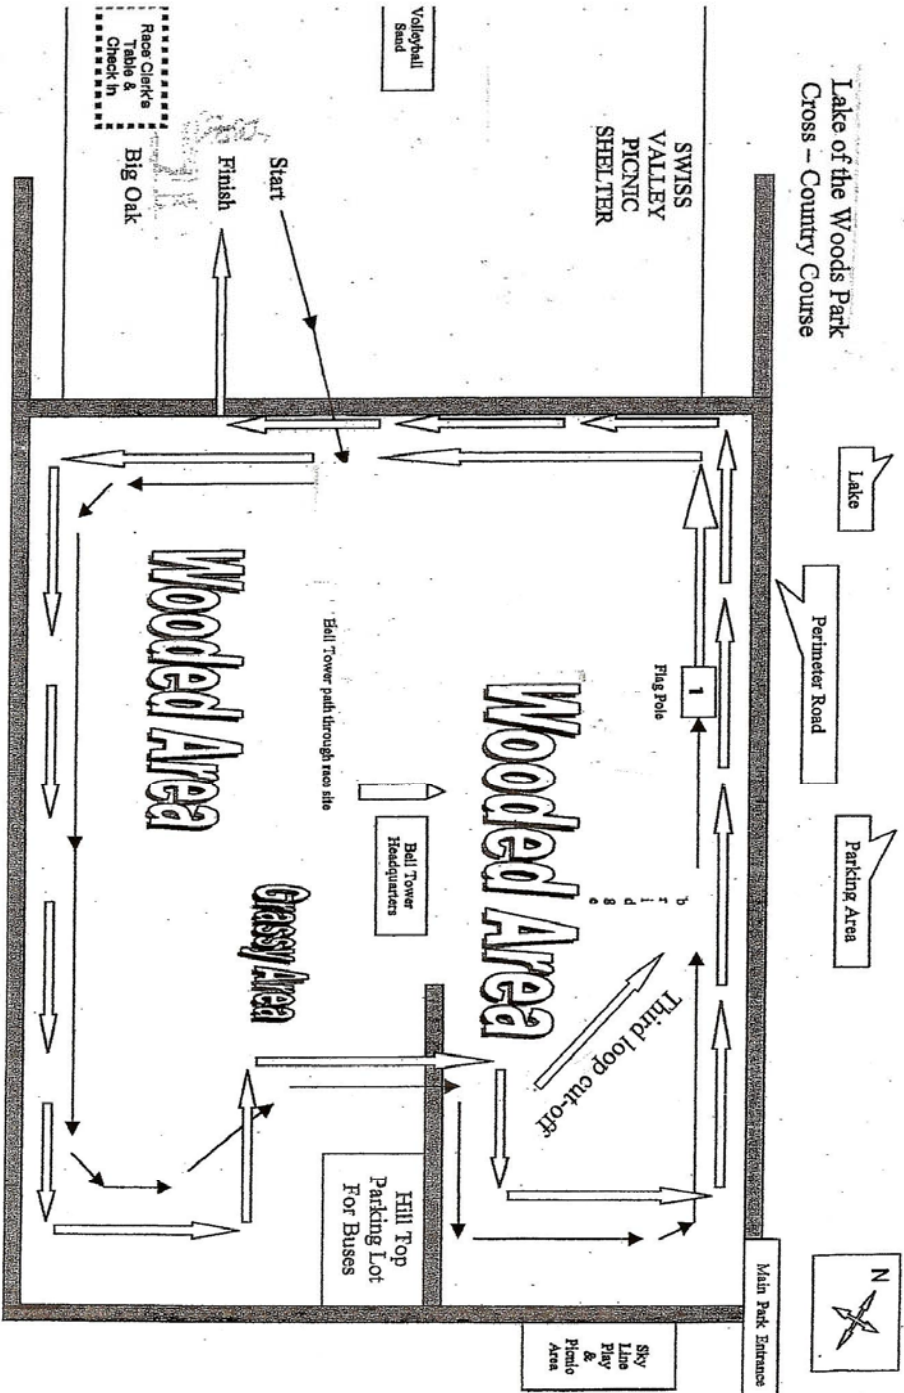 Lake of the Woods Park
Cross – Country Course
Lake
Perimeter Road
Parking Area
N
Main Park Entrance
SWISS
VALLEY
PICNIC
SHELTER
Volleyball
Sand
Start
Finish
Big Oak
Race Clerk's
Table &
Check In
1
Flag Pole
bridge
Third loop cut-off
Wooded Area
Bell Tower path through race site
Bell Tower
Headquarters
Wooded Area
Grassy Area
Hill Top
Parking Lot
For Buses
Sky
Line
Play
&
Picnic
Area